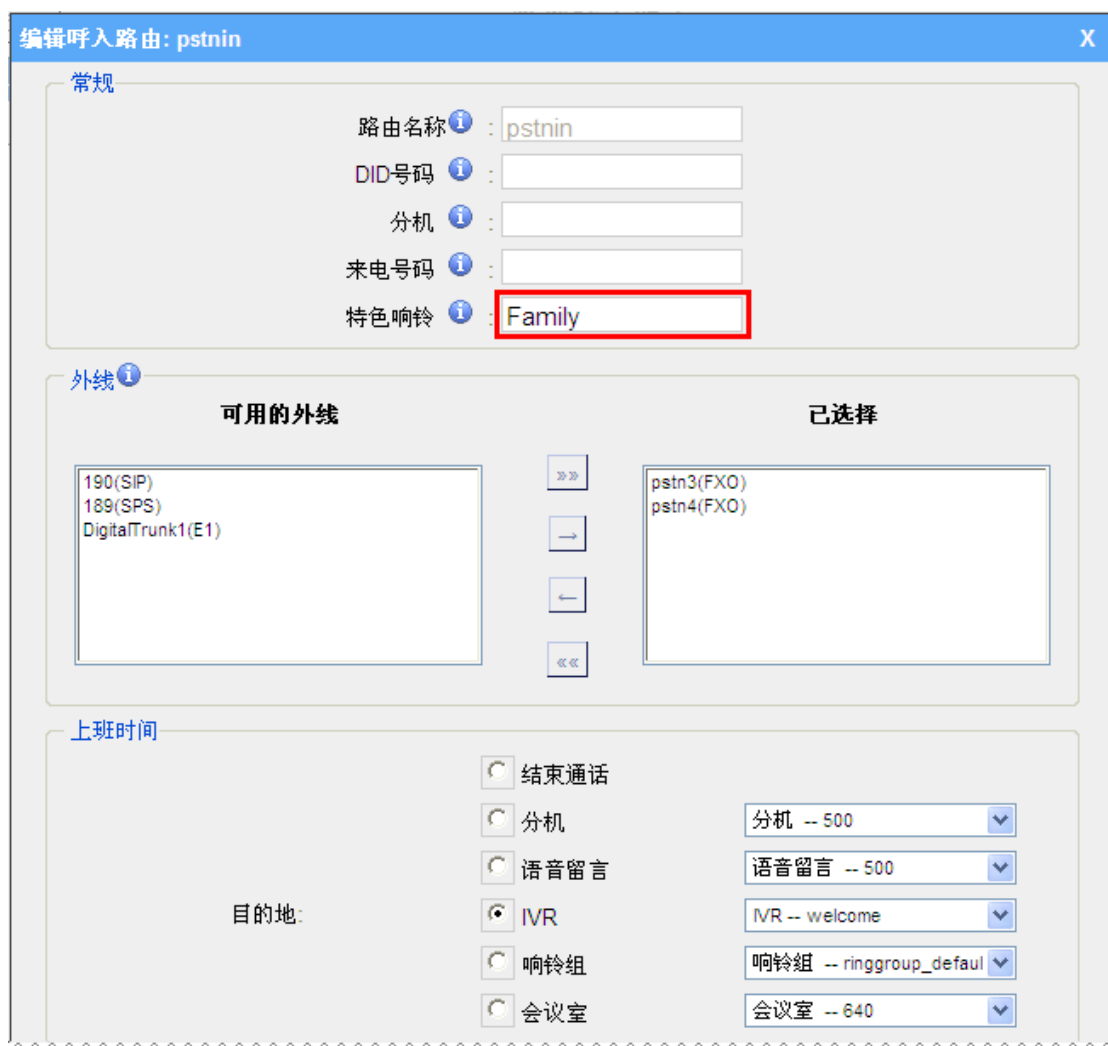 编辑呼入路由: pstnin X
常规
路由名称 : pstnin
DID号码 :
分机 :
来电号码 :
特色响铃 : Family
外线
可用的外线 已选择
190(SIP)
189(SPS)
DigitalTrunk1(E1)
»»
→
←
««
pstn3(FXO)
pstn4(FXO)
上班时间
目的地:
结束通话
分机 分机 -- 500
语音留言 语音留言 -- 500
IVR IVR -- welcome
响铃组 响铃组 -- ringgroup_defaul
会议室 会议室 -- 640